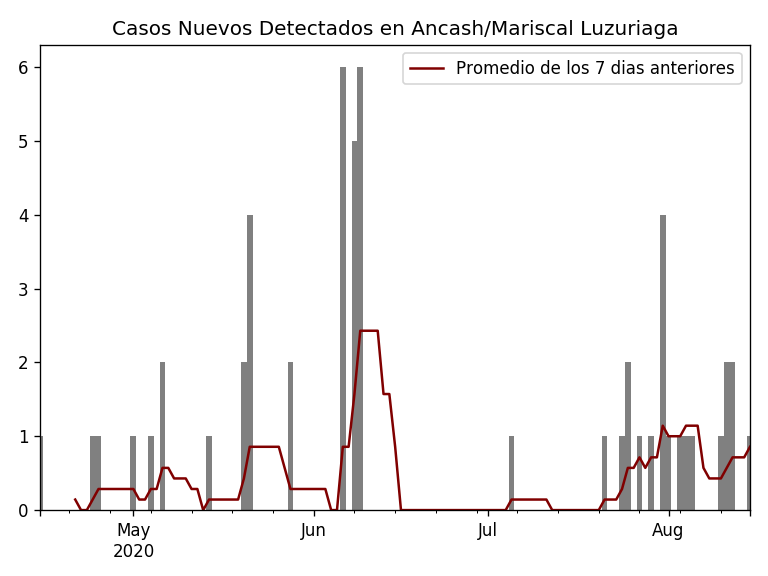 Casos Nuevos Detectados en Ancash/Mariscal Luzuriaga
Promedio de los 7 dias anteriores
6
5
4
3
2
1
0
May
2020
Jun
Jul
Aug